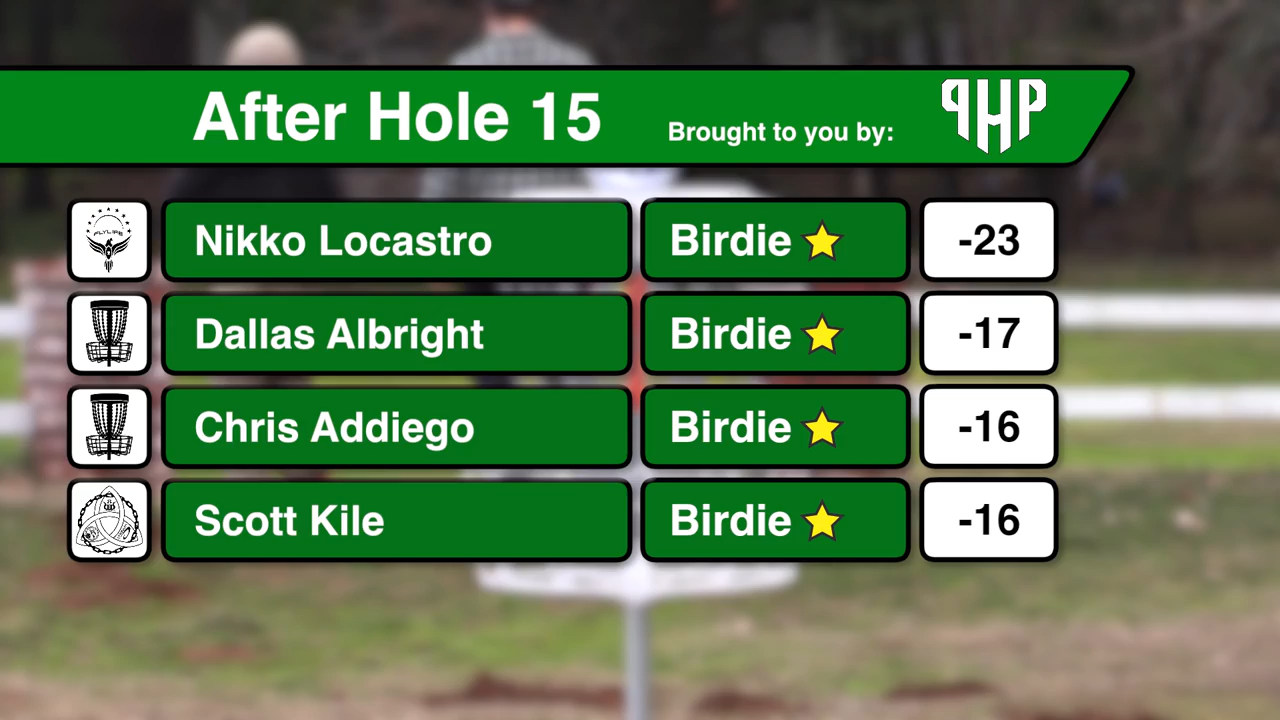 After Hole 15
Brought to you by:
PHP
FLYLIFE
Nikko Locastro Birdie -23
Dallas Albright Birdie -17
Chris Addiego Birdie -16
Scott Kile Birdie -16